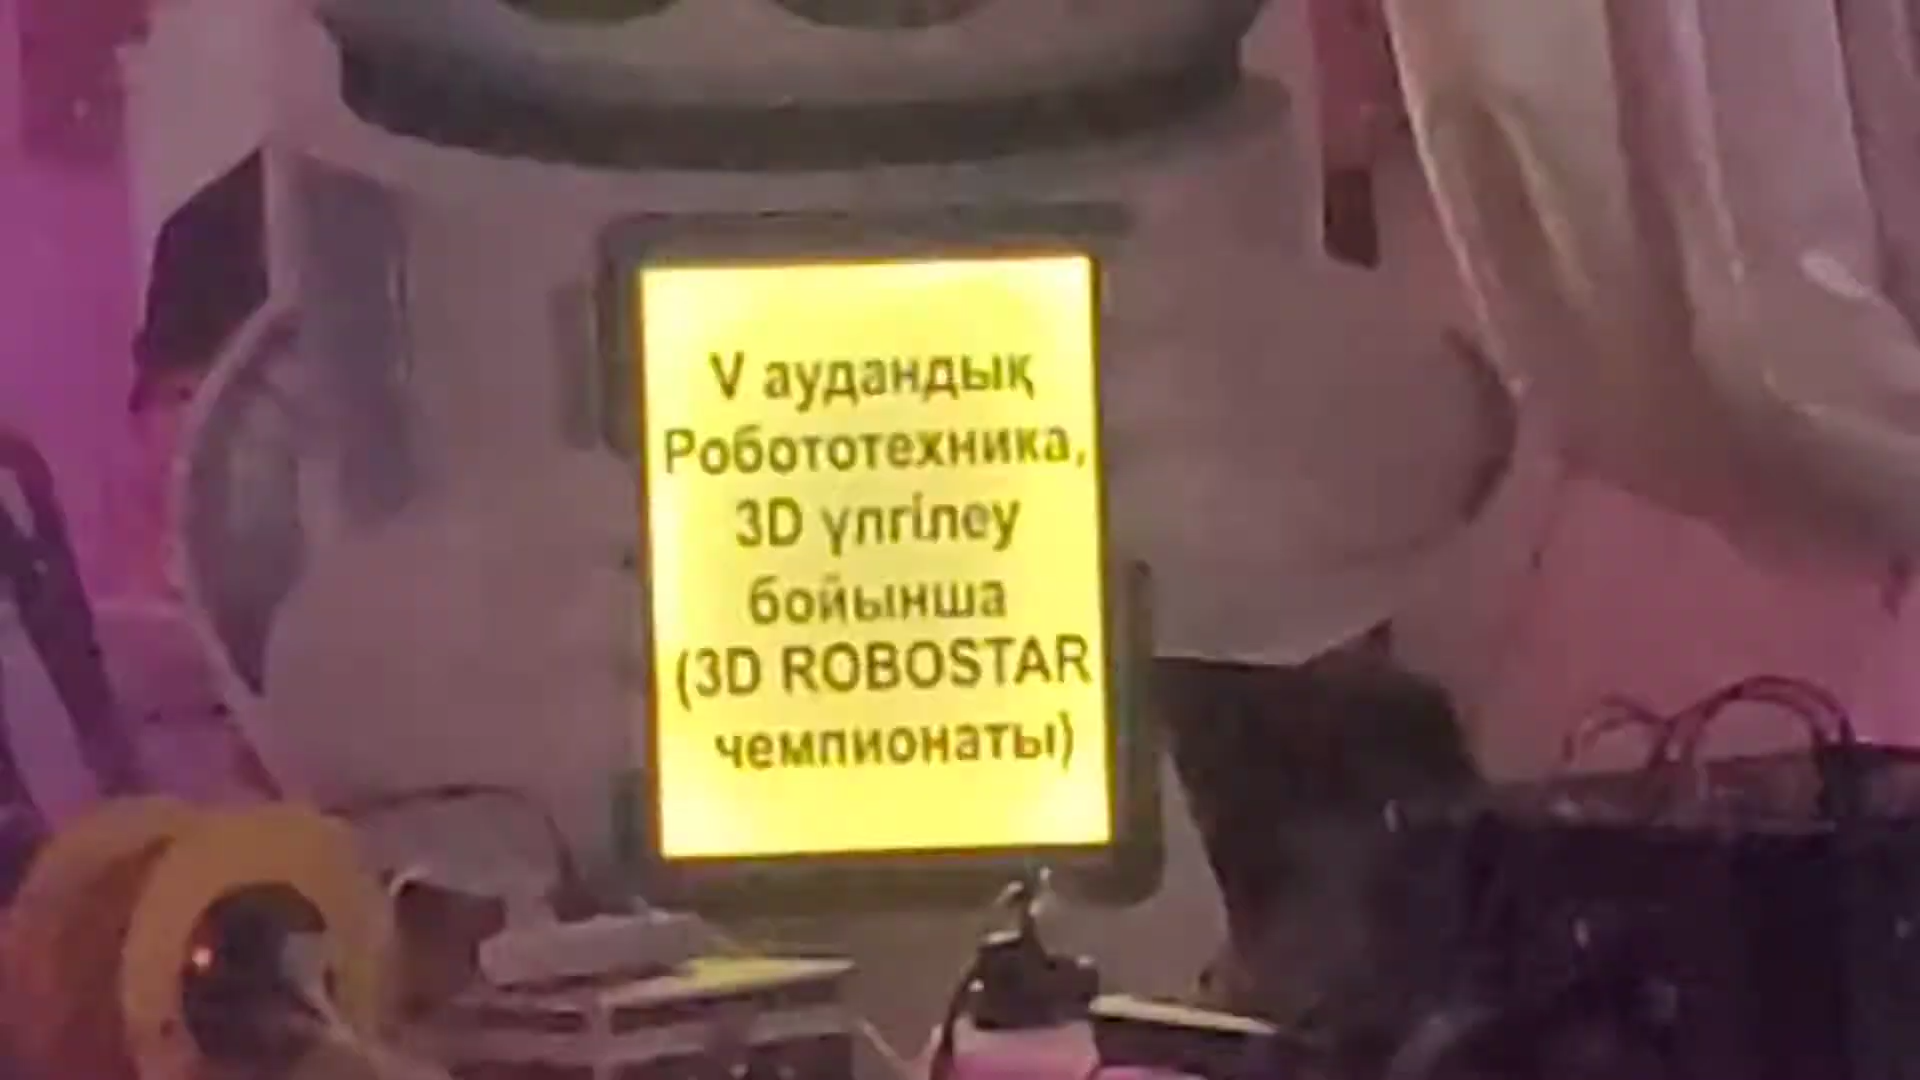 V аудандық
Робототехника,
3D үлгілеу
бойынша
(3D ROBOSTAR
чемпионаты)